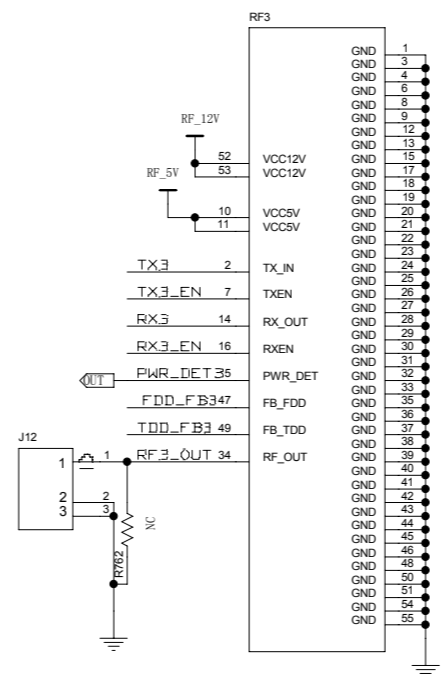 RF3
GND 1
GND 3
GND 4
GND 6
GND 8
GND 9
GND 12
GND 13
RF_12V
52 VCC12V GND 15
RF_5V 53 VCC12V GND 17
GND 18
GND 19
10 VCC5V GND 20
11 VCC5V GND 21
GND 22
GND 23
TX3 2 TX_IN GND 24
GND 25
TX3_EN 7 TXEN GND 26
GND 27
RX3 14 RX_OUT GND 28
GND 29
RX3_EN 16 RXEN GND 30
GND 31
OUT PWR_DET35 PWR_DET GND 32
GND 33
FDD_FB347 FB_FDD GND 35
GND 36
TDD_FB3 49 FB_TDD GND 37
J12 GND 38
1 1 RF3_OUT 34 RF_OUT GND 39
GND 40
GND 41
2 2 GND 42
3 3 GND 43
NC GND 44
GND 45
GND 46
R762 GND 48
GND 50
GND 51
GND 54
GND 55